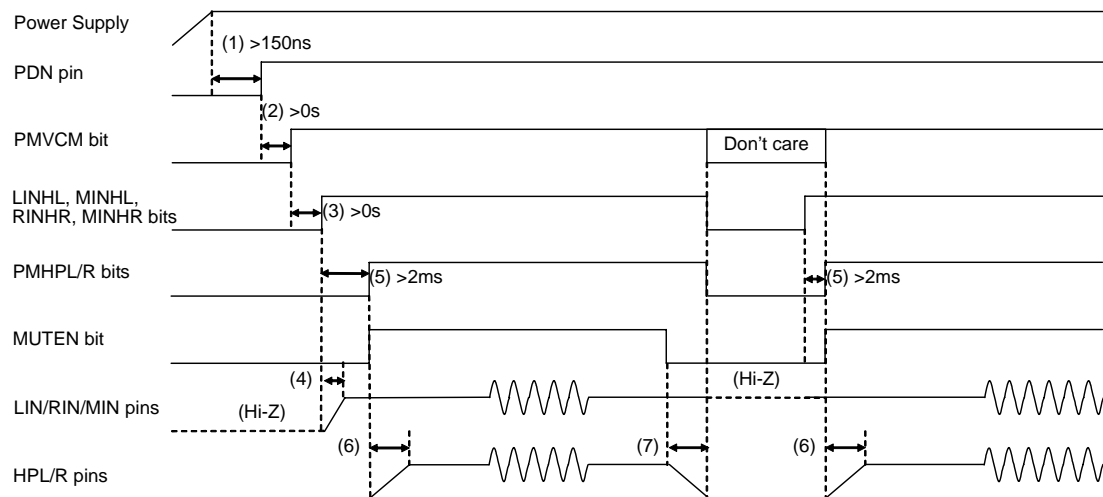 Power Supply
(1) >150ns
PDN pin
(2) >0s
PMVCM bit
Don't care
LINHL, MINHL,
RINHR, MINHR bits
(3) >0s
PMHPL/R bits
(5) >2ms
(5) >2ms
MUTEN bit
(4)
(Hi-Z)
LIN/RIN/MIN pins
(Hi-Z)
(6)
(7)
(6)
HPL/R pins